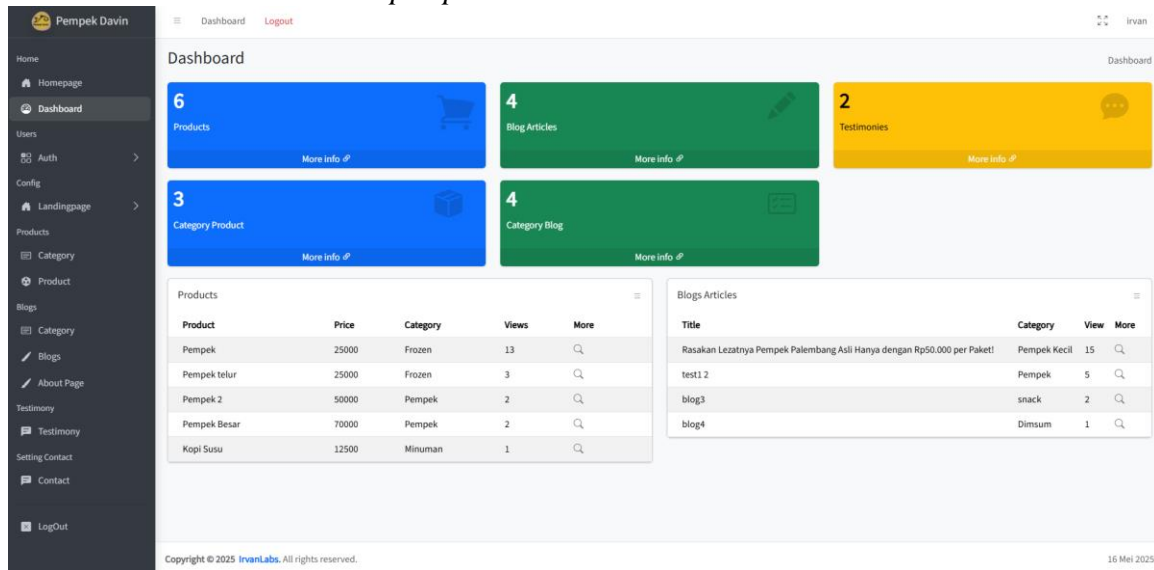 Pempek Davin
Dashboard Logout irvan
Home
Homepage
Dashboard
Users
Auth
Config
Landingpage
Products
Category
Product
Blogs
Category
Blogs
About Page
Testimony
Testimony
Setting Contact
Contact
LogOut
Dashboard Dashboard
6
Products
More info
4
Blog Articles
More info
2
Testimonies
More info
3
Category Product
More info
4
Category Blog
More info
Products
Product Price Category Views More
Pempek 25000 Frozen 13
Pempek telur 25000 Frozen 3
Pempek 2 50000 Pempek 2
Pempek Besar 70000 Pempek 2
Kopi Susu 12500 Minuman 1
Blogs Articles
Title Category View More
Rasakan Lezatnya Pempek Palembang Asli Hanya dengan Rp50.000 per Paket! Pempek Kecil 15
test1 2 Pempek 5
blog3 snack 2
blog4 Dimsum 1
Copyright © 2025 IrvanLabs. All rights reserved. 16 Mei 2025